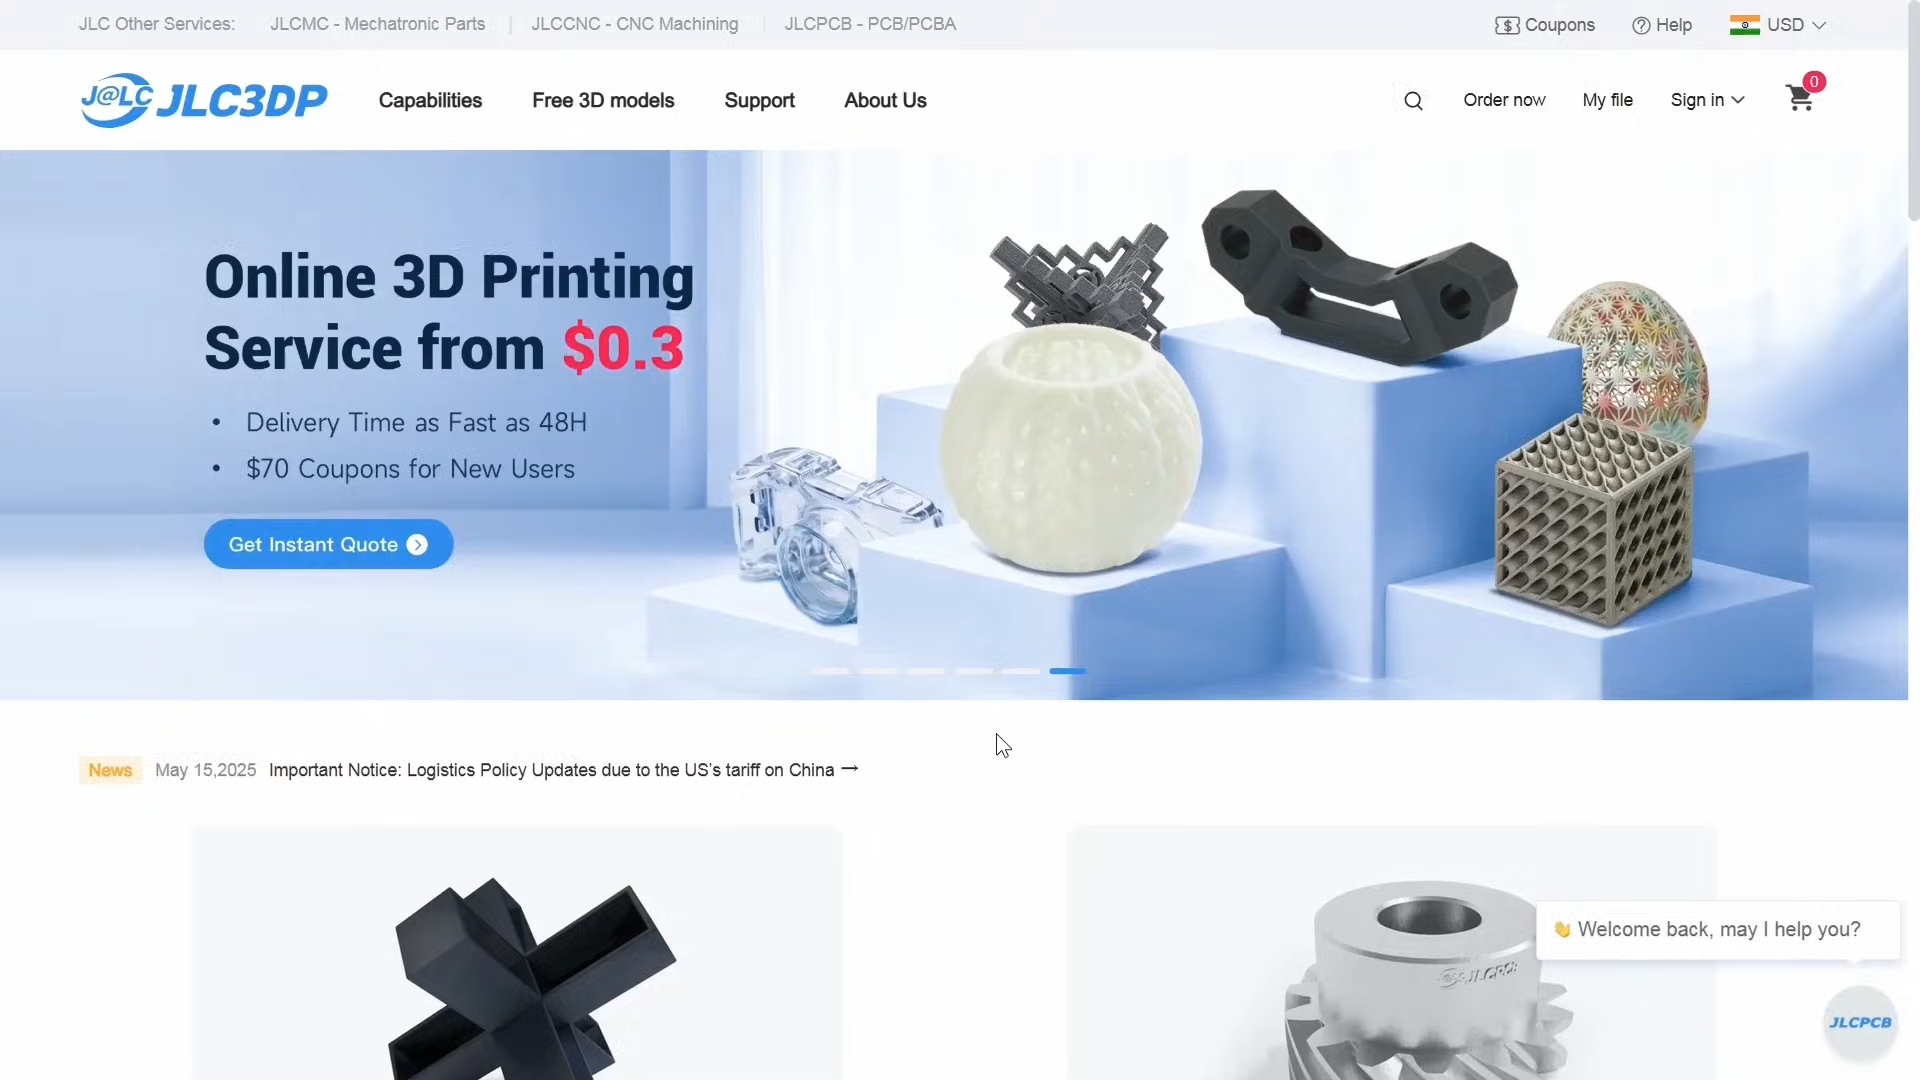 JLC Other Services: JLCMC - Mechatronic Parts JLCCNC - CNC Machining JLCPCB - PCB/PCBA Coupons Help USD
J@LC JLC3DP Capabilities Free 3D models Support About Us Order now My file Sign in 0
Online 3D Printing
Service from $0.3
• Delivery Time as Fast as 48H
• $70 Coupons for New Users
Get Instant Quote
News May 15,2025 Important Notice: Logistics Policy Updates due to the US's tariff on China →
Welcome back, may I help you?
JLCPCB
JLCPCB